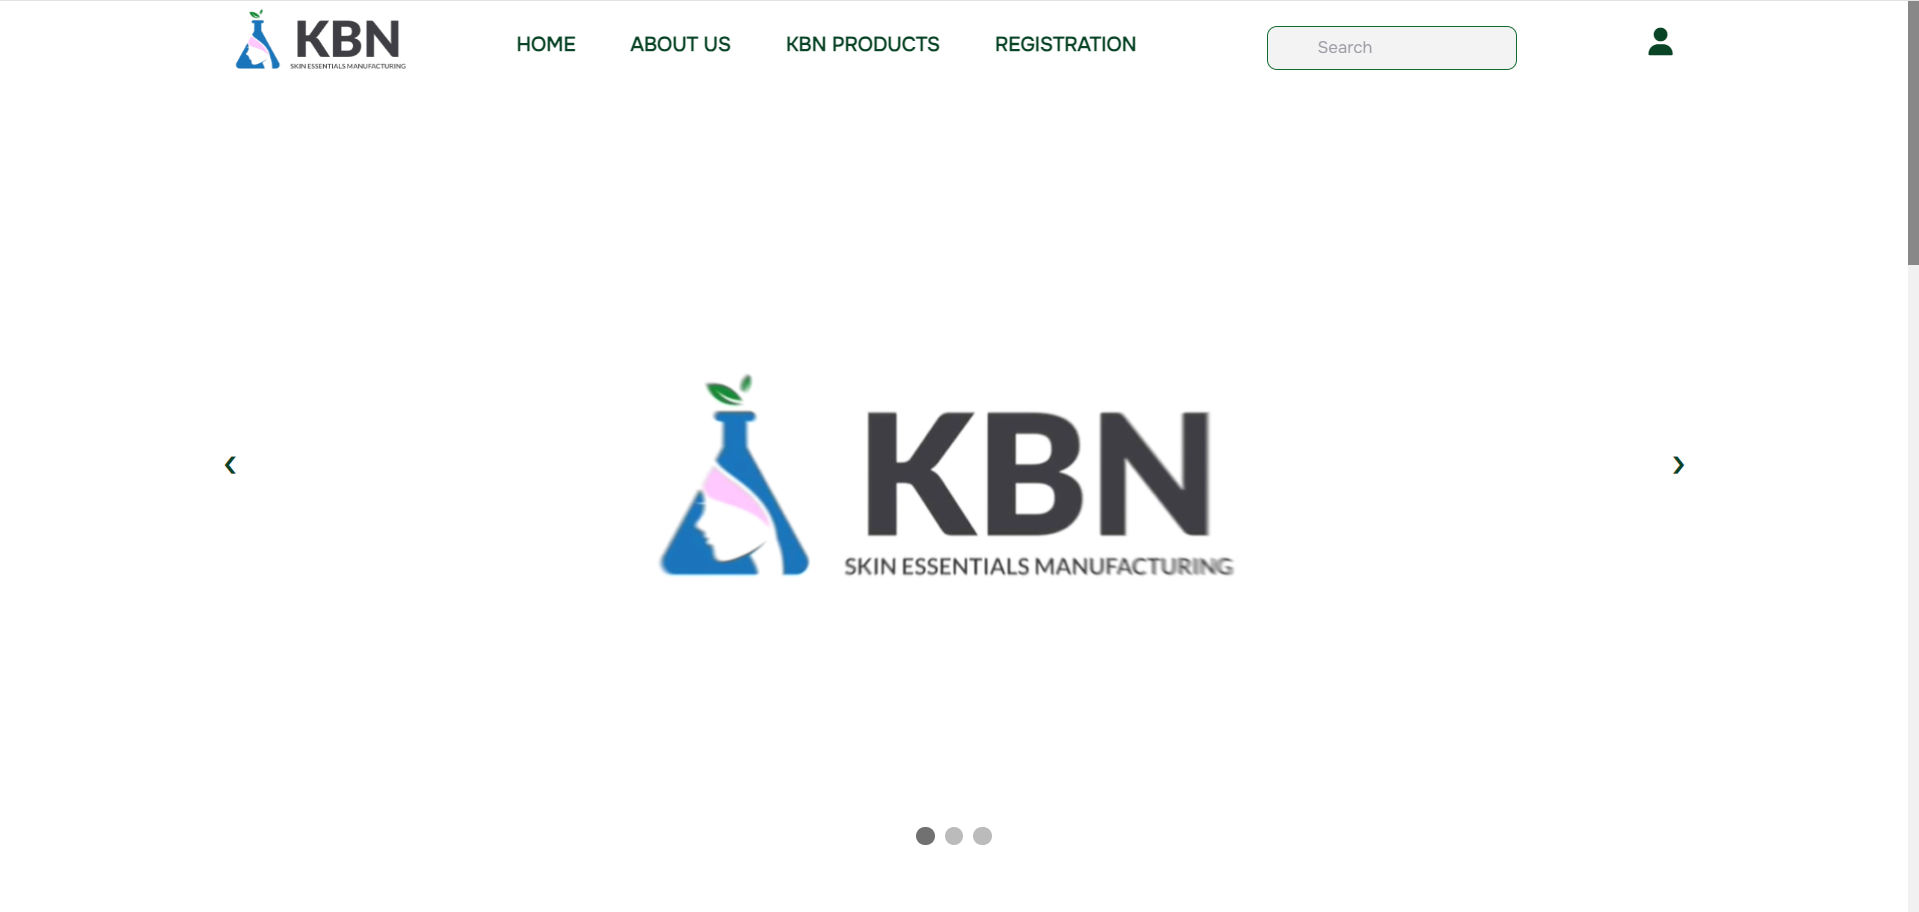 KBN
SKIN ESSENTIALS MANUFACTURING
HOME
ABOUT US
KBN PRODUCTS
REGISTRATION
Search
KBN
SKIN ESSENTIALS MANUFACTURING